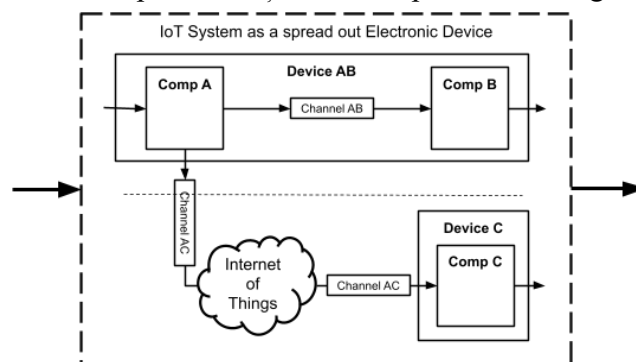 IoT System as a spread out Electronic Device
Device AB
Comp A
Comp B
Channel AB
Channel AC
Device C
Comp C
Internet
of
Things
Channel AC